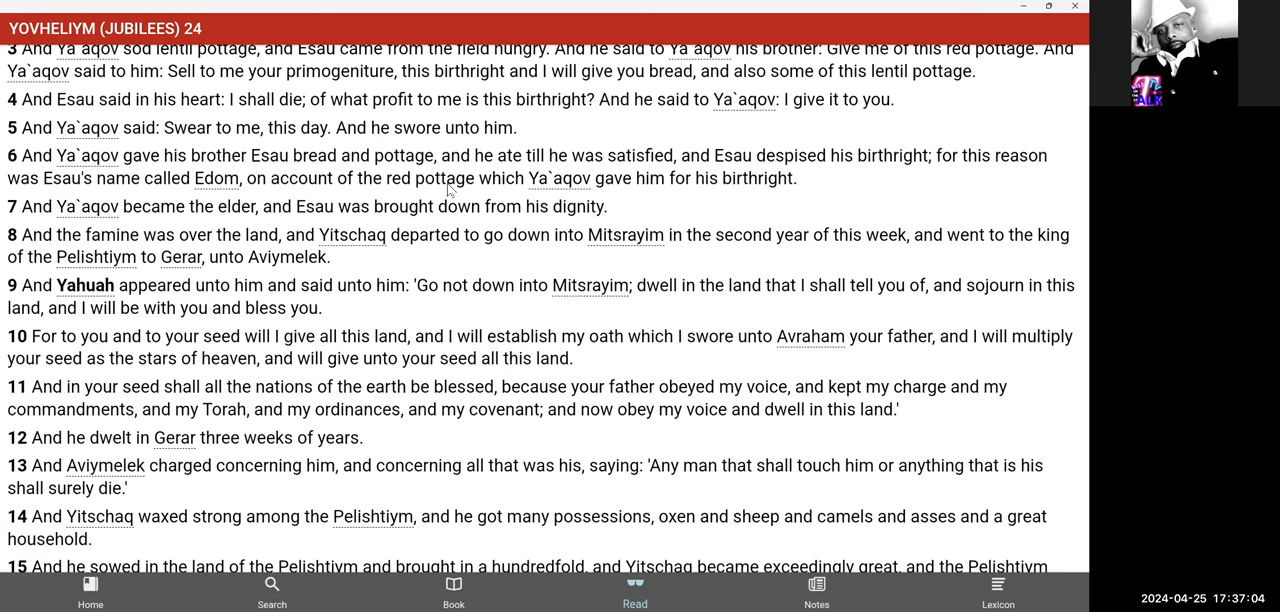 YOVHELIYM (JUBILEES) 24
3 And Ya`aqov sod lentil pottage, and Esau came from the field hungry. And he said to Ya`aqov his brother: Give me of this red pottage. And
Ya`aqov said to him: Sell to me your primogeniture, this birthright and I will give you bread, and also some of this lentil pottage.
4 And Esau said in his heart: I shall die; of what profit to me is this birthright? And he said to Ya`aqov: I give it to you.
5 And Ya`aqov said: Swear to me, this day. And he swore unto him.
6 And Ya`aqov gave his brother Esau bread and pottage, and he ate till he was satisfied, and Esau despised his birthright; for this reason
was Esau's name called Edom, on account of the red pottage which Ya`aqov gave him for his birthright.
7 And Ya`aqov became the elder, and Esau was brought down from his dignity.
8 And the famine was over the land, and Yitschaq departed to go down into Mitsrayim in the second year of this week, and went to the king
of the Pelishtiym to Gerar, unto Aviymelek.
9 And Yahuah appeared unto him and said unto him: 'Go not down into Mitsrayim; dwell in the land that I shall tell you of, and sojourn in this
land, and I will be with you and bless you.
10 For to you and to your seed will I give all this land, and I will establish my oath which I swore unto Avraham your father, and I will multiply
your seed as the stars of heaven, and will give unto your seed all this land.
11 And in your seed shall all the nations of the earth be blessed, because your father obeyed my voice, and kept my charge and my
commandments, and my Torah, and my ordinances, and my covenant; and now obey my voice and dwell in this land.'
12 And he dwelt in Gerar three weeks of years.
13 And Aviymelek charged concerning him, and concerning all that was his, saying: 'Any man that shall touch him or anything that is his
shall surely die.'
14 And Yitschaq waxed strong among the Pelishtiym, and he got many possessions, oxen and sheep and camels and asses and a great
household.
15 And he sowed in the land of the Pelishtiym and brought in a hundredfold, and Yitschaq became exceedingly great, and the Pelishtiym
Home
Search
Book
Read
Notes
Lexicon
2024-04-25 17:37:04